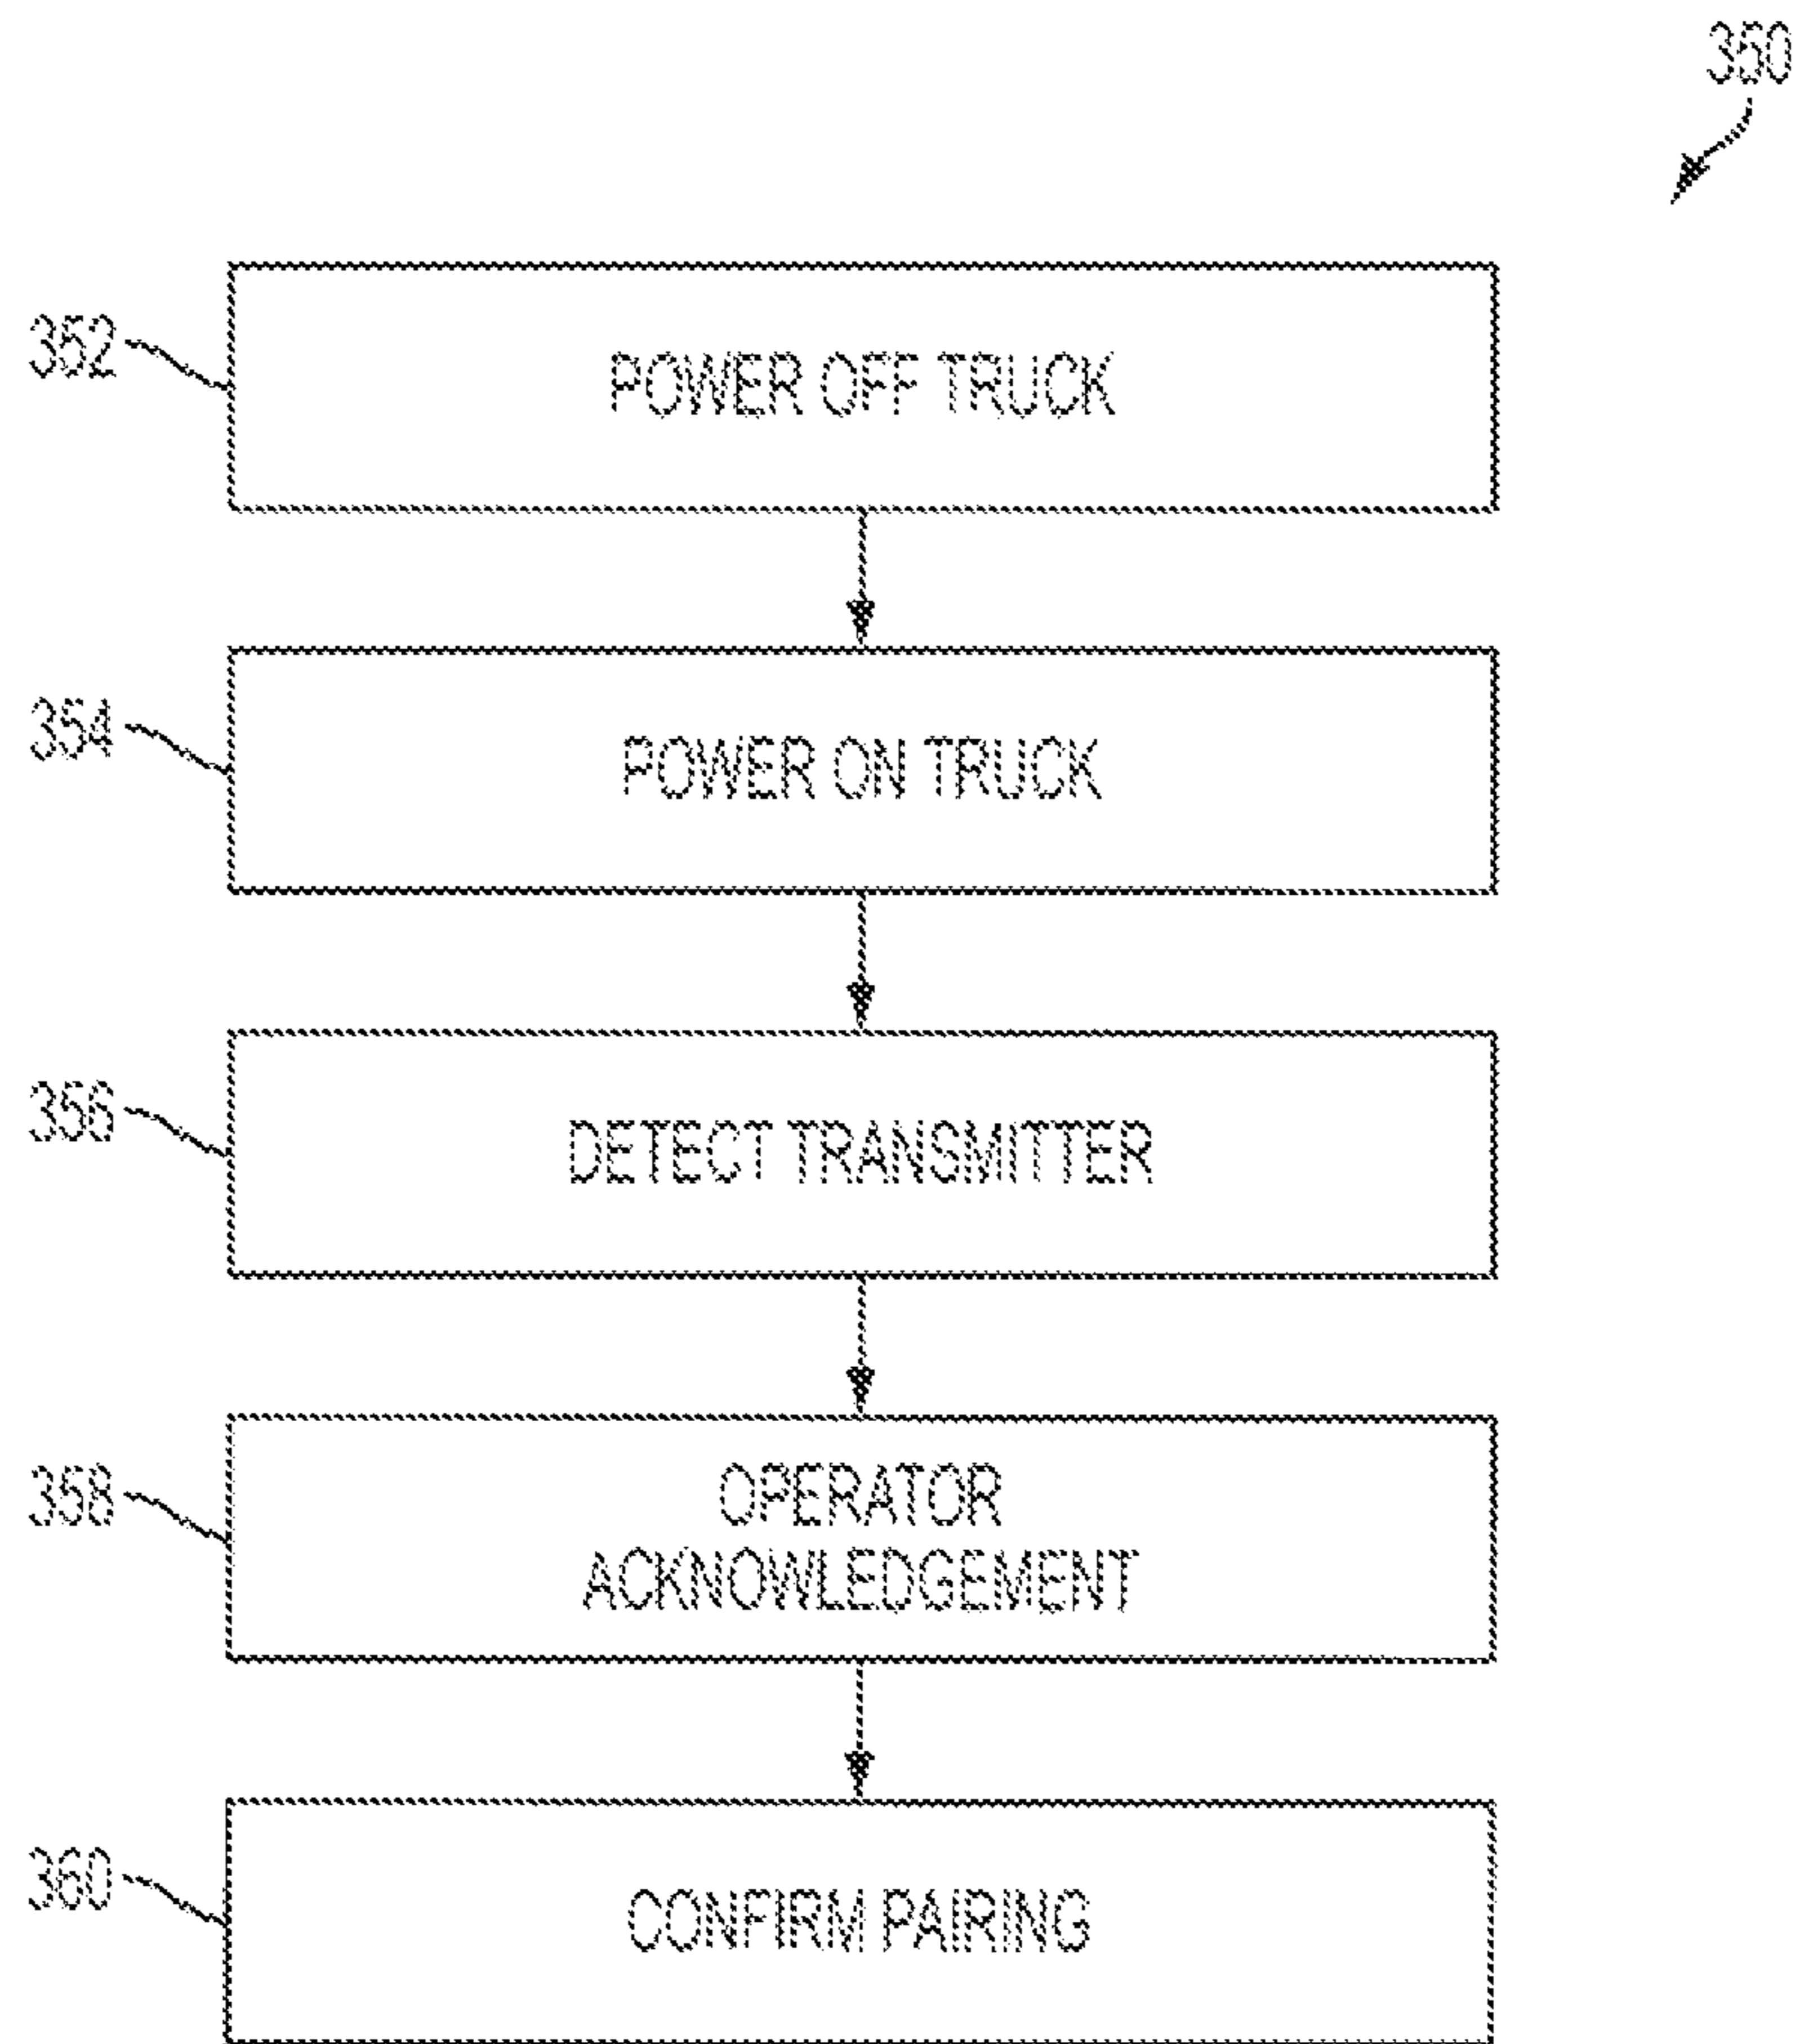 350
352
POWER OFF TRUCK
354
POWER ON TRUCK
356
DETECT TRANSMITTER
358
OPERATOR
ACKNOWLEDGEMENT
360
CONFIRM PAIRING